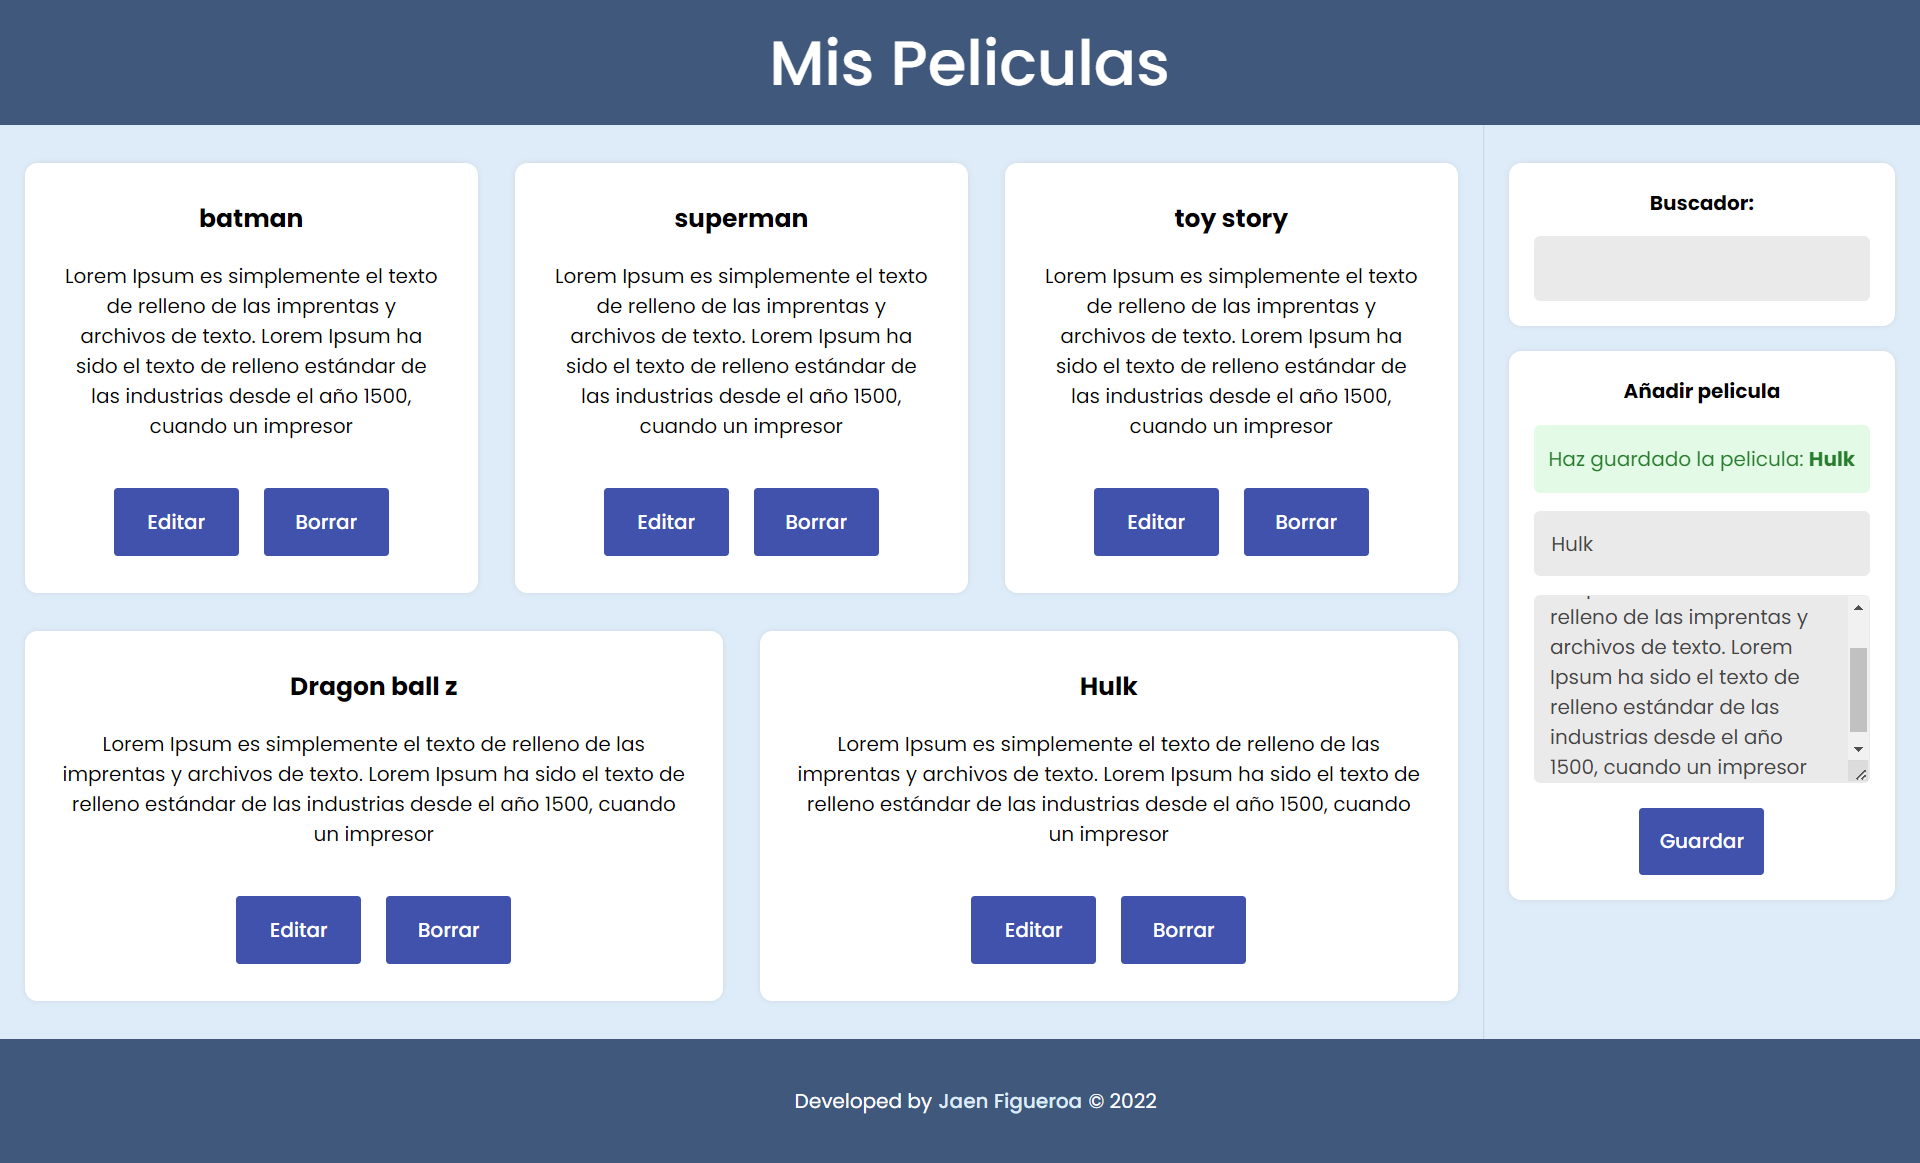 Mis Peliculas
batman
Lorem Ipsum es simplemente el texto
de relleno de las imprentas y
archivos de texto. Lorem Ipsum ha
sido el texto de relleno estándar de
las industrias desde el año 1500,
cuando un impresor
Editar Borrar
superman
Lorem Ipsum es simplemente el texto
de relleno de las imprentas y
archivos de texto. Lorem Ipsum ha
sido el texto de relleno estándar de
las industrias desde el año 1500,
cuando un impresor
Editar Borrar
toy story
Lorem Ipsum es simplemente el texto
de relleno de las imprentas y
archivos de texto. Lorem Ipsum ha
sido el texto de relleno estándar de
las industrias desde el año 1500,
cuando un impresor
Editar Borrar
Dragon ball z
Lorem Ipsum es simplemente el texto de relleno de las
imprentas y archivos de texto. Lorem Ipsum ha sido el texto de
relleno estándar de las industrias desde el año 1500, cuando
un impresor
Editar Borrar
Hulk
Lorem Ipsum es simplemente el texto de relleno de las
imprentas y archivos de texto. Lorem Ipsum ha sido el texto de
relleno estándar de las industrias desde el año 1500, cuando
un impresor
Editar Borrar
Buscador:
Añadir pelicula
Haz guardado la pelicula: Hulk
Hulk
relleno de las imprentas y
archivos de texto. Lorem
Ipsum ha sido el texto de
relleno estándar de las
industrias desde el año
1500, cuando un impresor
Guardar
Developed by Jaen Figueroa © 2022